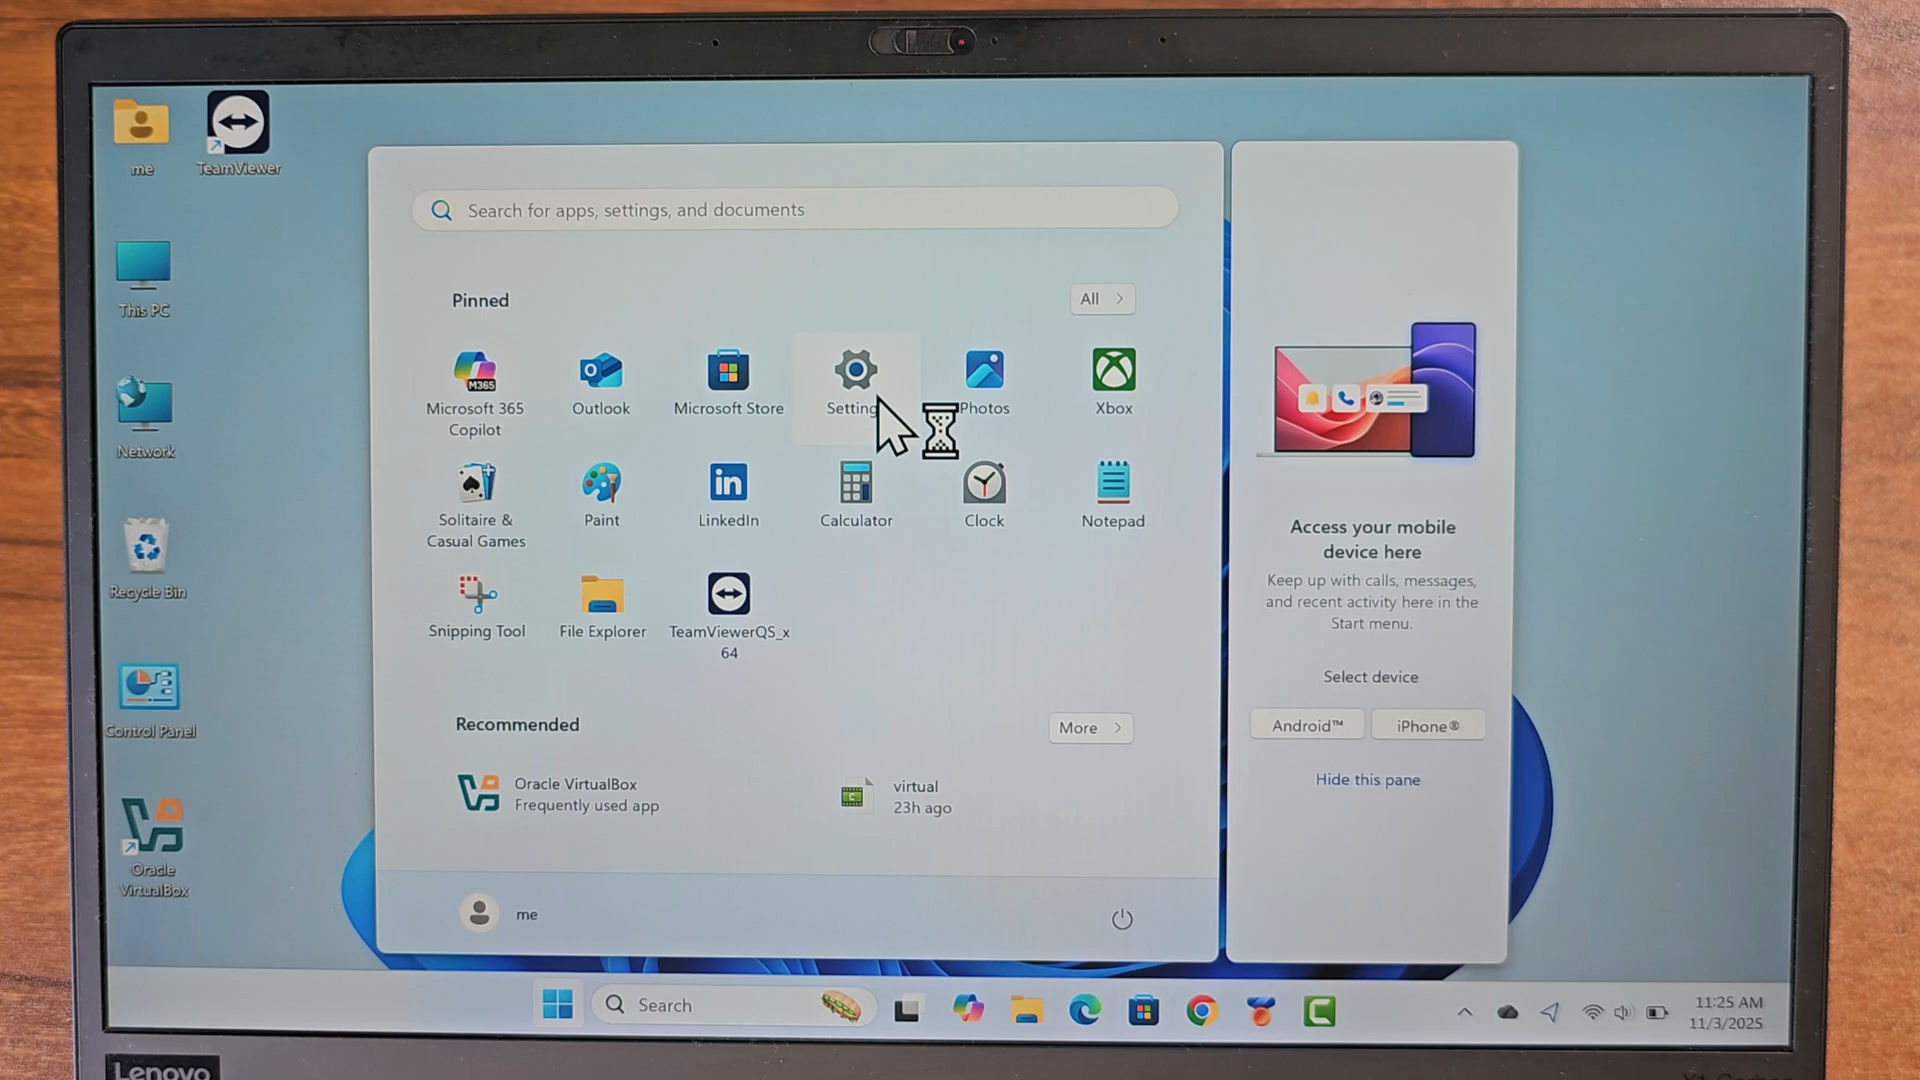 me
TeamViewer
This PC
Network
Recycle Bin
Control Panel
Oracle
VirtualBox
Search for apps, settings, and documents
Pinned
All
M365
Microsoft 365
Copilot
Outlook
Microsoft Store
Setting
Photos
Xbox
Solitaire &
Casual Games
Paint
LinkedIn
Calculator
Clock
Notepad
Snipping Tool
File Explorer
TeamViewerQS_x
64
Recommended
More
Oracle VirtualBox
Frequently used app
virtual
23h ago
me
Access your mobile
device here
Keep up with calls, messages,
and recent activity here in the
Start menu.
Select device
Android™
iPhone®
Hide this pane
Search
11:25 AM
11/3/2025
Lenovo